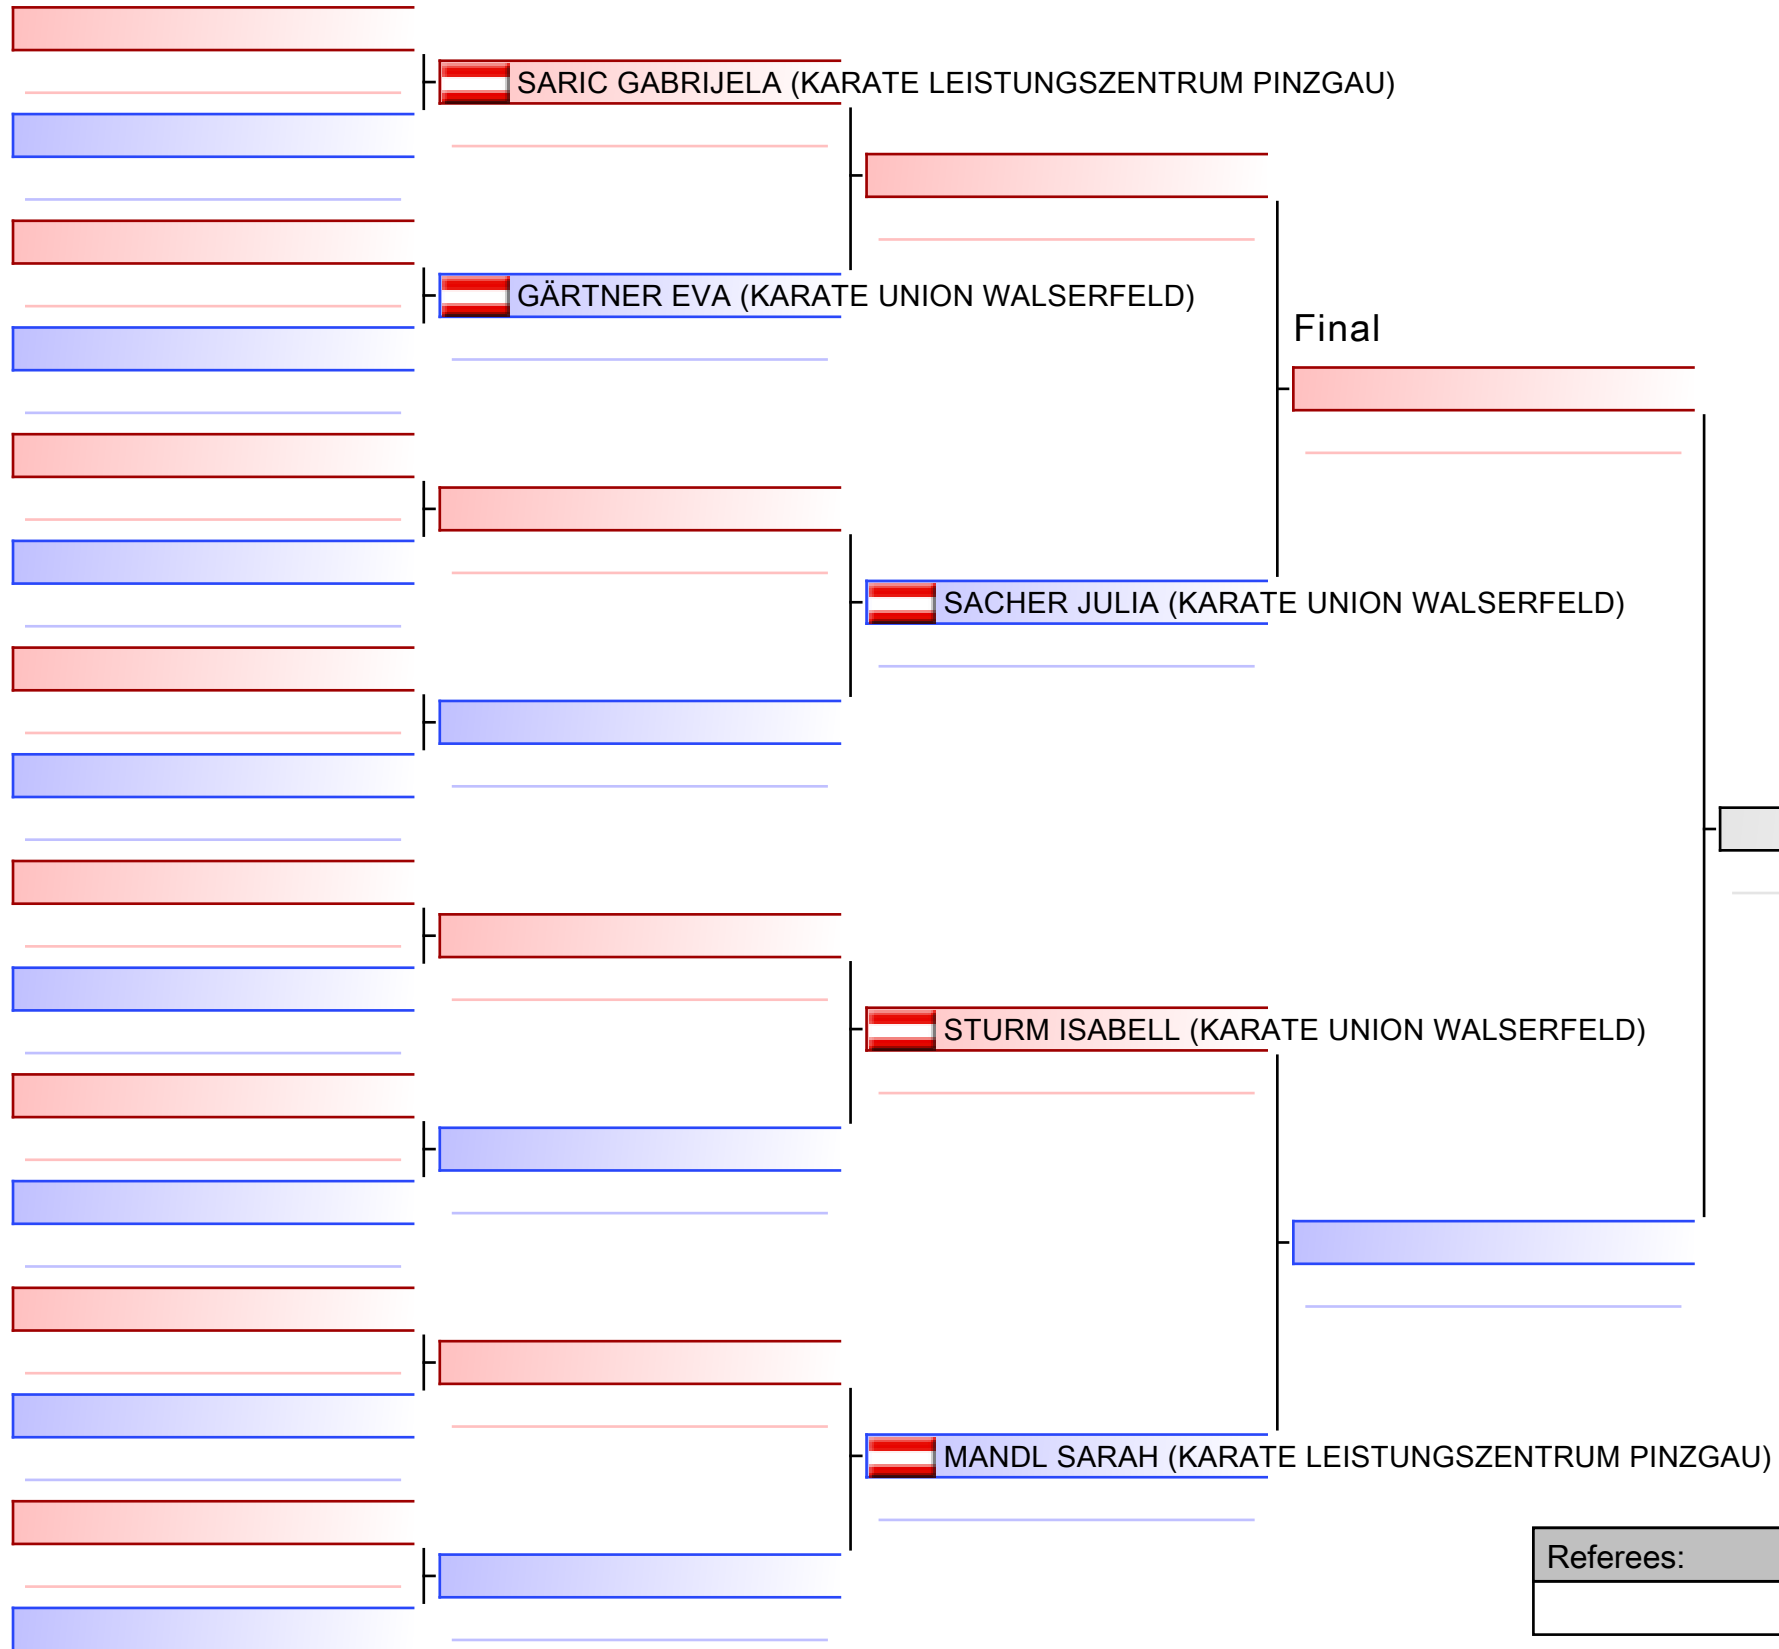 SARIC GABRIJELA (KARATE LEISTUNGSZENTRUM PINZGAU)
GÄRTNER EVA (KARATE UNION WALSERFELD)
Final
SACHER JULIA (KARATE UNION WALSERFELD)
STURM ISABELL (KARATE UNION WALSERFELD)
MANDL SARAH (KARATE LEISTUNGSZENTRUM PINZGAU)
Referees: